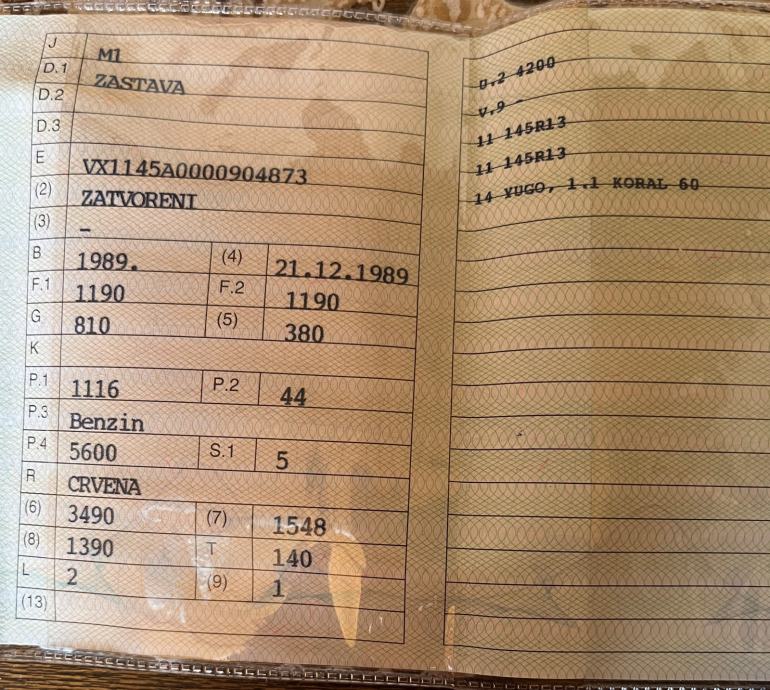 J M1
D.1 ZASTAVA
D.2
D.3
E VX1145A0000904873
(2) ZATVORENI
(3) –
B 1989. (4) 21.12.1989
F.1 1190 F.2 1190
G 810 (5) 380
K
P.1 1116 P.2 44
P.3 Benzin
P.4 5600 S.1 5
R CRVENA
(6) 3490 (7) 1548
(8) 1390 T 140
L 2 (9) 1
(13)
0.2 4200
V.9 -
11 145R13
11 145R13
14 YUGO, 1.1 KORAL 60